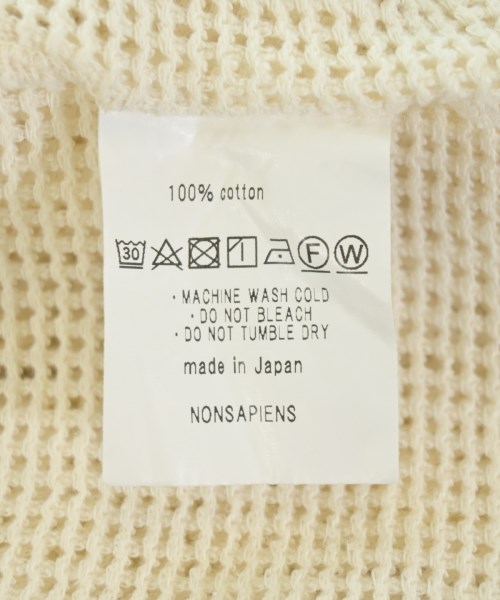 100% cotton
30 F W
・MACHINE WASH COLD
・DO NOT BLEACH
・DO NOT TUMBLE DRY
made in Japan
NONSAPIENS